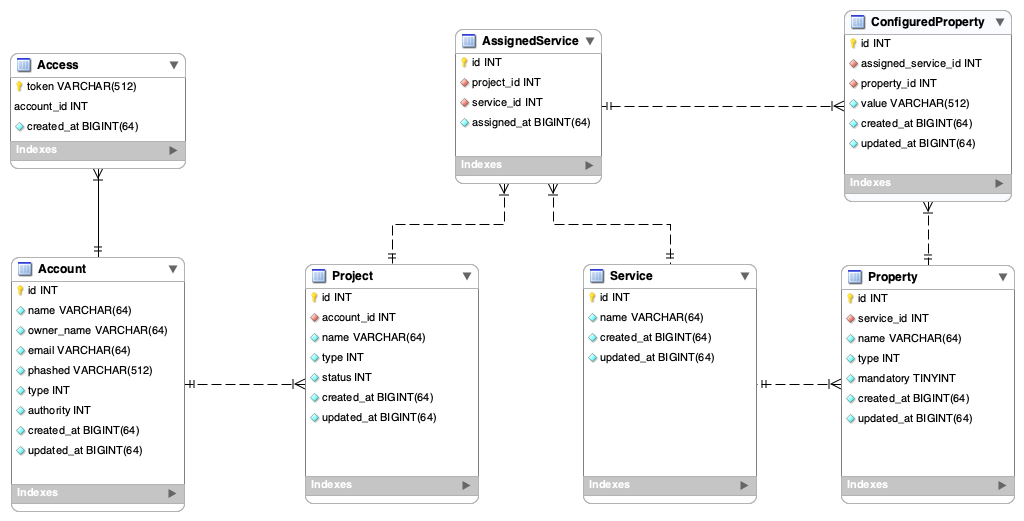 Access
token VARCHAR(512)
account_id INT
created_at BIGINT(64)
Indexes
AssignedService
id INT
project_id INT
service_id INT
assigned_at BIGINT(64)
Indexes
ConfiguredProperty
id INT
assigned_service_id INT
property_id INT
value VARCHAR(512)
created_at BIGINT(64)
updated_at BIGINT(64)
Indexes
Account
id INT
name VARCHAR(64)
owner_name VARCHAR(64)
email VARCHAR(64)
phashed VARCHAR(512)
type INT
authority INT
created_at BIGINT(64)
updated_at BIGINT(64)
Indexes
Project
id INT
account_id INT
name VARCHAR(64)
type INT
status INT
created_at BIGINT(64)
updated_at BIGINT(64)
Indexes
Service
id INT
name VARCHAR(64)
created_at BIGINT(64)
updated_at BIGINT(64)
Indexes
Property
id INT
service_id INT
name VARCHAR(64)
type INT
mandatory TINYINT
created_at BIGINT(64)
updated_at BIGINT(64)
Indexes